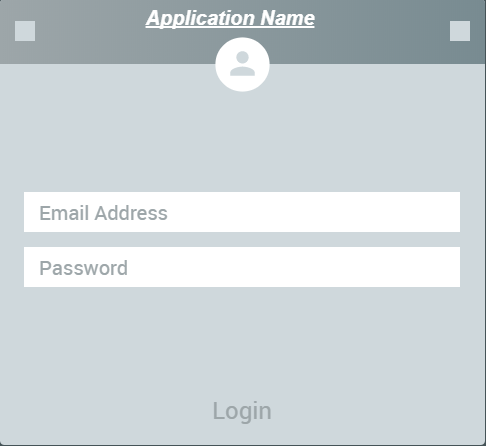 Application Name
Email Address
Password
Login